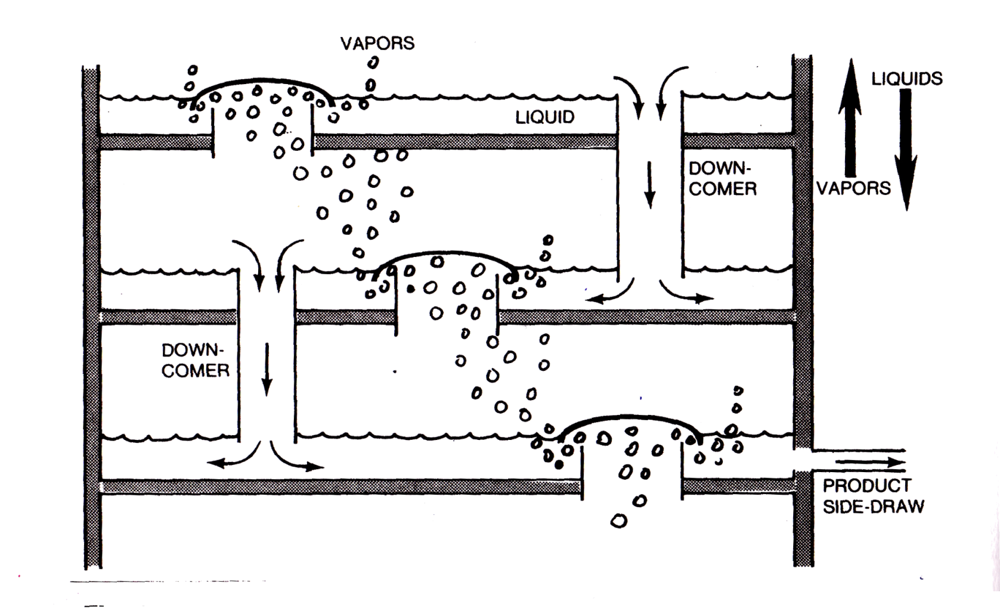 VAPORS
LIQUIDS
LIQUID
DOWN-
COMER
VAPORS
DOWN-
COMER
PRODUCT
SIDE-DRAW